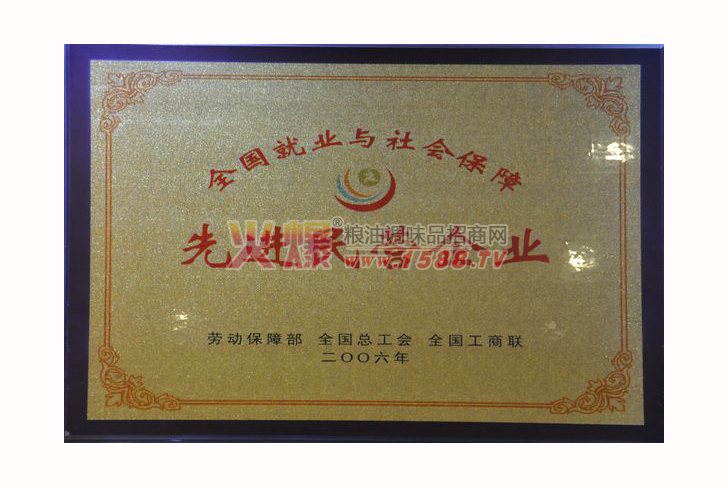 全国就业与社会保障
先进民营企业
火爆®粮油调味品招商网
www.1588.TV
劳动保障部 全国总工会 全国工商联
二〇〇六年